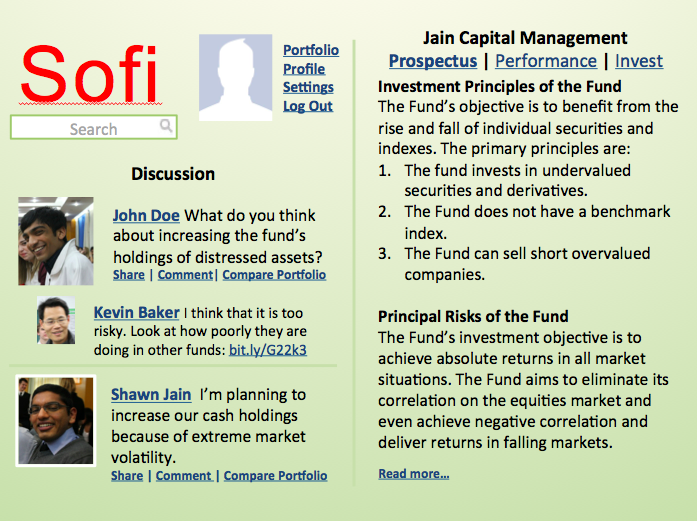 Sofi
Portfolio
Profile
Settings
Log Out
Search
Discussion
John Doe What do you think
about increasing the fund’s
holdings of distressed assets?
Share | Comment| Compare Portfolio
Kevin Baker I think that it is too
risky. Look at how poorly they are
doing in other funds: bit.ly/G22k3
Shawn Jain I’m planning to
increase our cash holdings
because of extreme market
volatility.
Share | Comment | Compare Portfolio
Jain Capital Management
Prospectus | Performance | Invest
Investment Principles of the Fund
The Fund’s objective is to benefit from the
rise and fall of individual securities and
indexes. The primary principles are:
1. The fund invests in undervalued
securities and derivatives.
2. The Fund does not have a benchmark
index.
3. The Fund can sell short overvalued
companies.
Principal Risks of the Fund
The Fund’s investment objective is to
achieve absolute returns in all market
situations. The Fund aims to eliminate its
correlation on the equities market and
even achieve negative correlation and
deliver returns in falling markets.
Read more…